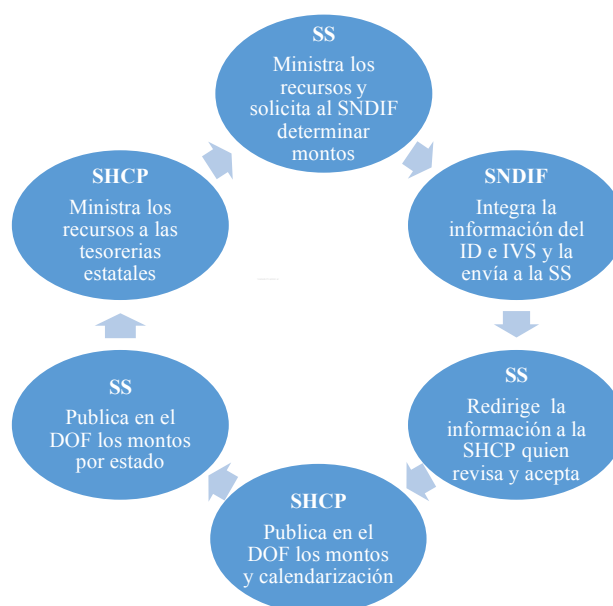 SS
Ministra los
recursos y
solicita al SNDIF
determinar
montos
SNDIF
Integra la
información del
ID e IVS y la
envía a la SS
SS
Redirige la
información a la
SHCP quien
revisa y acepta
SHCP
Publica en el
DOF los montos
y calendarización
SS
Publica en el
DOF los montos
por estado
SHCP
Ministra los
recursos a las
tesorerias
estatales